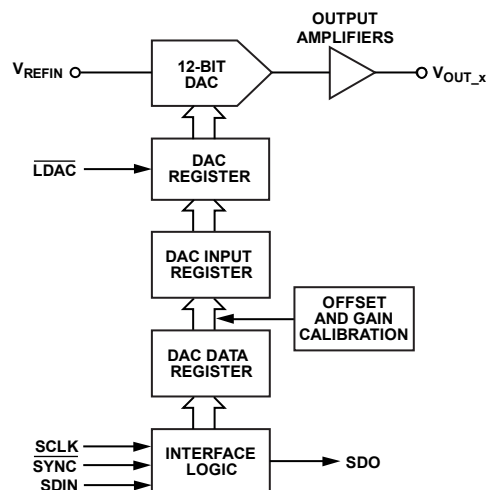 OUTPUT
AMPLIFIERS
V_REFIN
12-BIT
DAC
V_OUT_x
LDAC
DAC
REGISTER
DAC INPUT
REGISTER
OFFSET
AND GAIN
CALIBRATION
DAC DATA
REGISTER
SCLK
SYNC
SDIN
INTERFACE
LOGIC
SDO